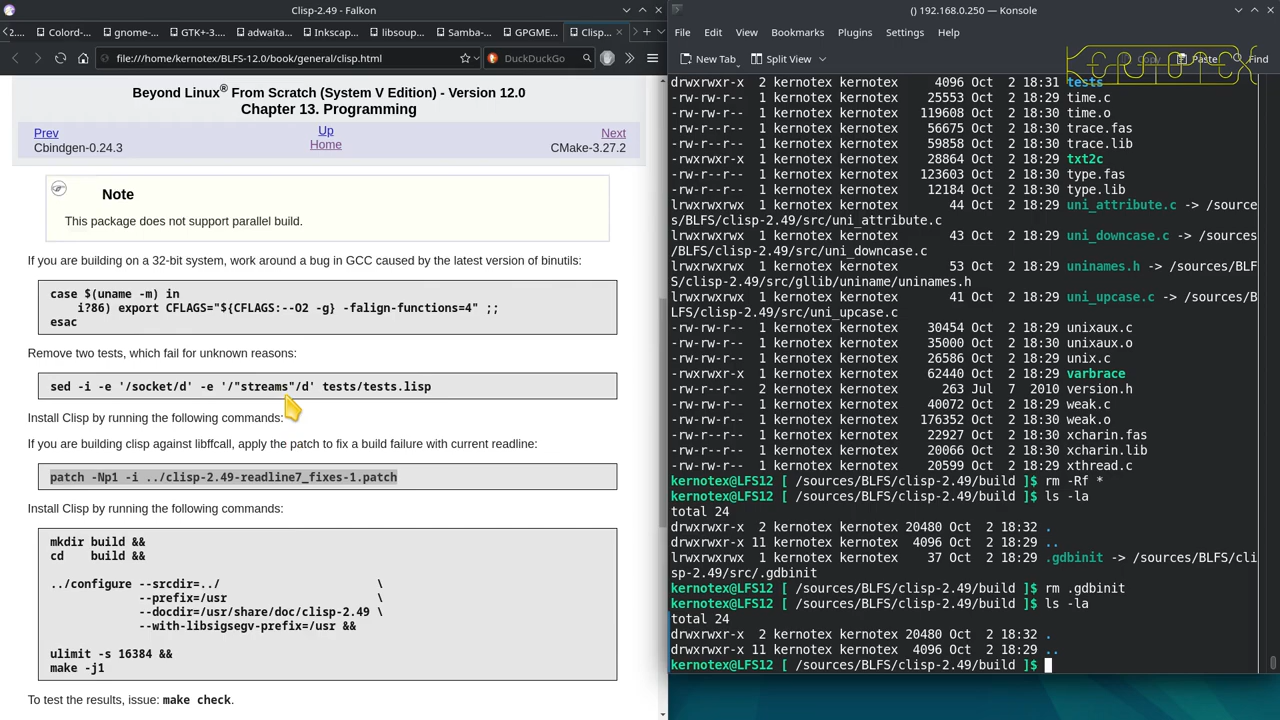 Clisp-2.49 - Falkon
2....
Colord-...
gnome-...
GTK+-3....
adwaita...
Inkscap...
libsoup...
Samba-...
GPGME...
Clisp...
file:///home/kernotex/BLFS-12.0/book/general/clisp.html
DuckDuckGo
Beyond Linux® From Scratch (System V Edition) - Version 12.0
Chapter 13. Programming
Prev
Up
Next
Cbindgen-0.24.3
Home
CMake-3.27.2
Note
This package does not support parallel build.
If you are building on a 32-bit system, work around a bug in GCC caused by the latest version of binutils:
case $(uname -m) in
i?86) export CFLAGS="${CFLAGS:--O2 -g} -falign-functions=4" ;;
esac
Remove two tests, which fail for unknown reasons:
sed -i -e '/socket/d' -e '/"streams"/d' tests/tests.lisp
Install Clisp by running the following commands:
If you are building clisp against libffcall, apply the patch to fix a build failure with current readline:
patch -Np1 -i ../clisp-2.49-readline7_fixes-1.patch
Install Clisp by running the following commands:
mkdir build &&
cd    build &&
../configure --srcdir=../ \
--prefix=/usr \
--docdir=/usr/share/doc/clisp-2.49 \
--with-libsigsegv-prefix=/usr &&
ulimit -s 16384 &&
make -j1
To test the results, issue: make check.
() 192.168.0.250 — Konsole
File Edit View Bookmarks Plugins Settings Help
New Tab
Split View
Copy
Paste
Find
kernotex
drwxrwxr-x  2 kernotex kernotex   4096 Oct  2 18:31 tests
-rw-rw-r--  1 kernotex kernotex  25553 Oct  2 18:29 time.c
-rw-rw-r--  1 kernotex kernotex 119608 Oct  2 18:30 time.o
-rw-r--r--  1 kernotex kernotex  56675 Oct  2 18:30 trace.fas
-rw-rw-r--  1 kernotex kernotex  59858 Oct  2 18:30 trace.lib
-rwxrwxr-x  1 kernotex kernotex  28864 Oct  2 18:29 txt2c
-rw-r--r--  1 kernotex kernotex 123603 Oct  2 18:30 type.fas
-rw-rw-r--  1 kernotex kernotex  12184 Oct  2 18:30 type.lib
lrwxrwxrwx  1 kernotex kernotex     44 Oct  2 18:29 uni_attribute.c -> /source
s/BLFS/clisp-2.49/src/uni_attribute.c
lrwxrwxrwx  1 kernotex kernotex     43 Oct  2 18:29 uni_downcase.c -> /sources
/BLFS/clisp-2.49/src/uni_downcase.c
lrwxrwxrwx  1 kernotex kernotex     53 Oct  2 18:29 uninames.h -> /sources/BLF
S/clisp-2.49/src/gllib/uniname/uninames.h
lrwxrwxrwx  1 kernotex kernotex     41 Oct  2 18:29 uni_upcase.c -> /sources/B
LFS/clisp-2.49/src/uni_upcase.c
-rw-rw-r--  1 kernotex kernotex  30454 Oct  2 18:29 unixaux.c
-rw-rw-r--  1 kernotex kernotex  35000 Oct  2 18:30 unixaux.o
-rw-rw-r--  1 kernotex kernotex  26586 Oct  2 18:29 unix.c
-rwxrwxr-x  1 kernotex kernotex  62440 Oct  2 18:29 varbrace
-rw-rw-r--  2 kernotex kernotex    263 Jul  7  2010 version.h
-rw-rw-r--  1 kernotex kernotex  40072 Oct  2 18:29 weak.c
-rw-rw-r--  1 kernotex kernotex 176352 Oct  2 18:30 weak.o
-rw-r--r--  1 kernotex kernotex  22927 Oct  2 18:30 xcharin.fas
-rw-rw-r--  1 kernotex kernotex  20066 Oct  2 18:30 xcharin.lib
-rw-rw-r--  1 kernotex kernotex  20599 Oct  2 18:29 xthread.c
kernotex@LFS12 [ /sources/BLFS/clisp-2.49/build ]$ rm -Rf *
kernotex@LFS12 [ /sources/BLFS/clisp-2.49/build ]$ ls -la
total 24
drwxrwxr-x  2 kernotex kernotex 20480 Oct  2 18:32 .
drwxrwxr-x 11 kernotex kernotex  4096 Oct  2 18:29 ..
lrwxrwxrwx  1 kernotex kernotex    37 Oct  2 18:29 .gdbinit -> /sources/BLFS/cli
sp-2.49/src/.gdbinit
kernotex@LFS12 [ /sources/BLFS/clisp-2.49/build ]$ rm .gdbinit
kernotex@LFS12 [ /sources/BLFS/clisp-2.49/build ]$ ls -la
total 24
drwxrwxr-x  2 kernotex kernotex 20480 Oct  2 18:32 .
drwxrwxr-x 11 kernotex kernotex  4096 Oct  2 18:29 ..
kernotex@LFS12 [ /sources/BLFS/clisp-2.49/build ]$